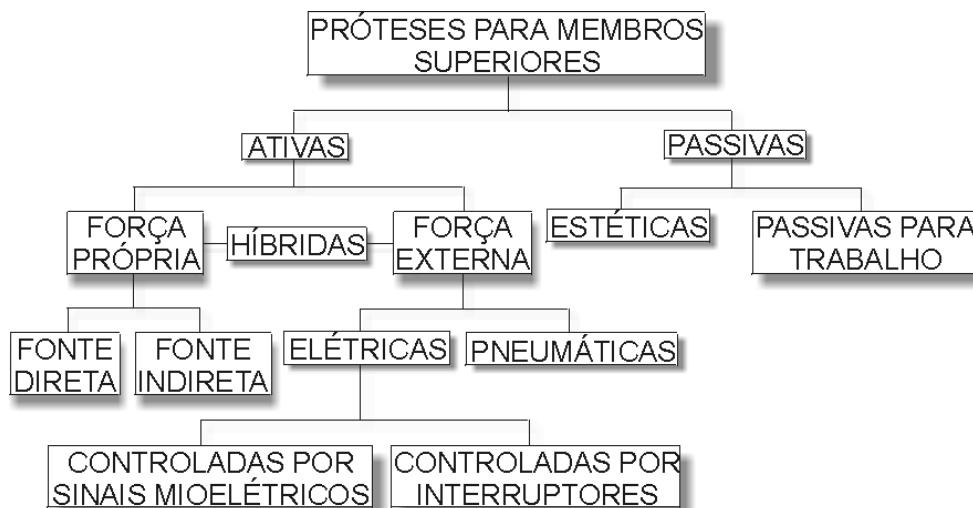 PRÓTESES PARA MEMBROS
SUPERIORES
ATIVAS
PASSIVAS
FORÇA
PRÓPRIA
HÍBRIDAS
FORÇA
EXTERNA
ESTÉTICAS
PASSIVAS PARA
TRABALHO
FONTE
DIRETA
FONTE
INDIRETA
ELÉTRICAS
PNEUMÁTICAS
CONTROLADAS POR
SINAIS MIOELÉTRICOS
CONTROLADAS POR
INTERRUPTORES